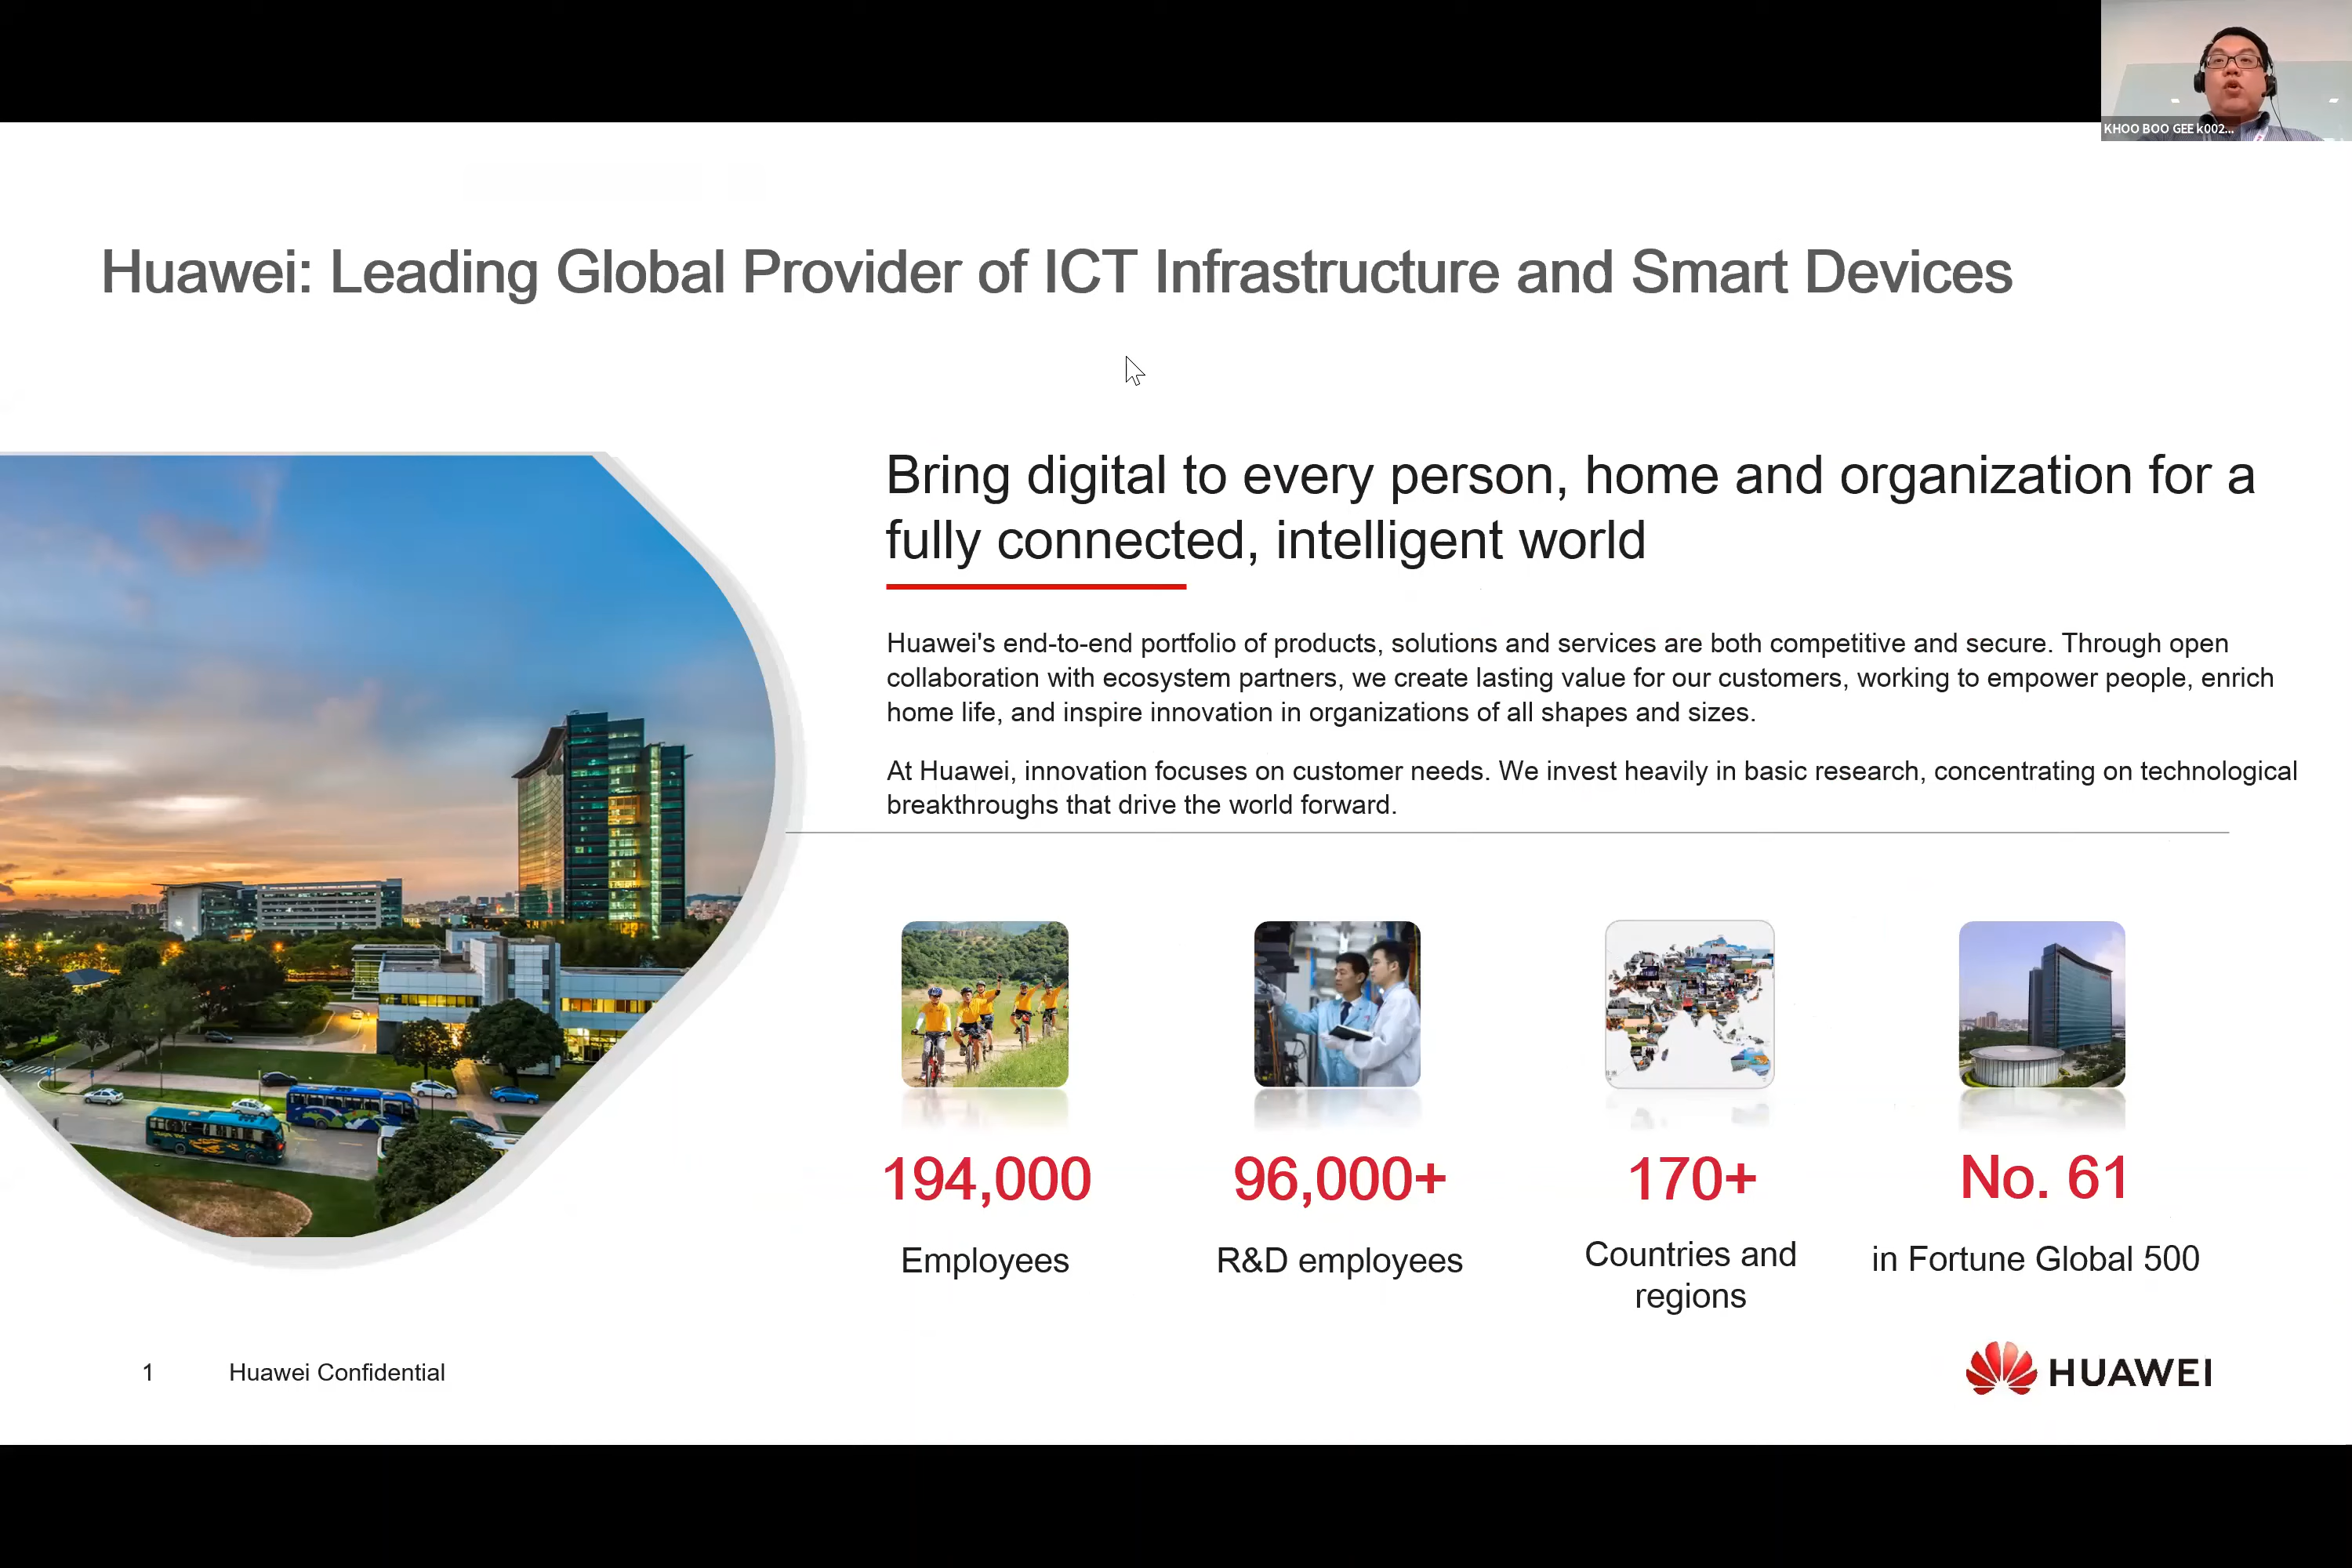 KHOO BOO GEE k002...
Huawei: Leading Global Provider of ICT Infrastructure and Smart Devices
Bring digital to every person, home and organization for a
fully connected, intelligent world
Huawei's end-to-end portfolio of products, solutions and services are both competitive and secure. Through open
collaboration with ecosystem partners, we create lasting value for our customers, working to empower people, enrich
home life, and inspire innovation in organizations of all shapes and sizes.
At Huawei, innovation focuses on customer needs. We invest heavily in basic research, concentrating on technological
breakthroughs that drive the world forward.
194,000
Employees
96,000+
R&D employees
170+
Countries and
regions
No. 61
in Fortune Global 500
1
Huawei Confidential
HUAWEI